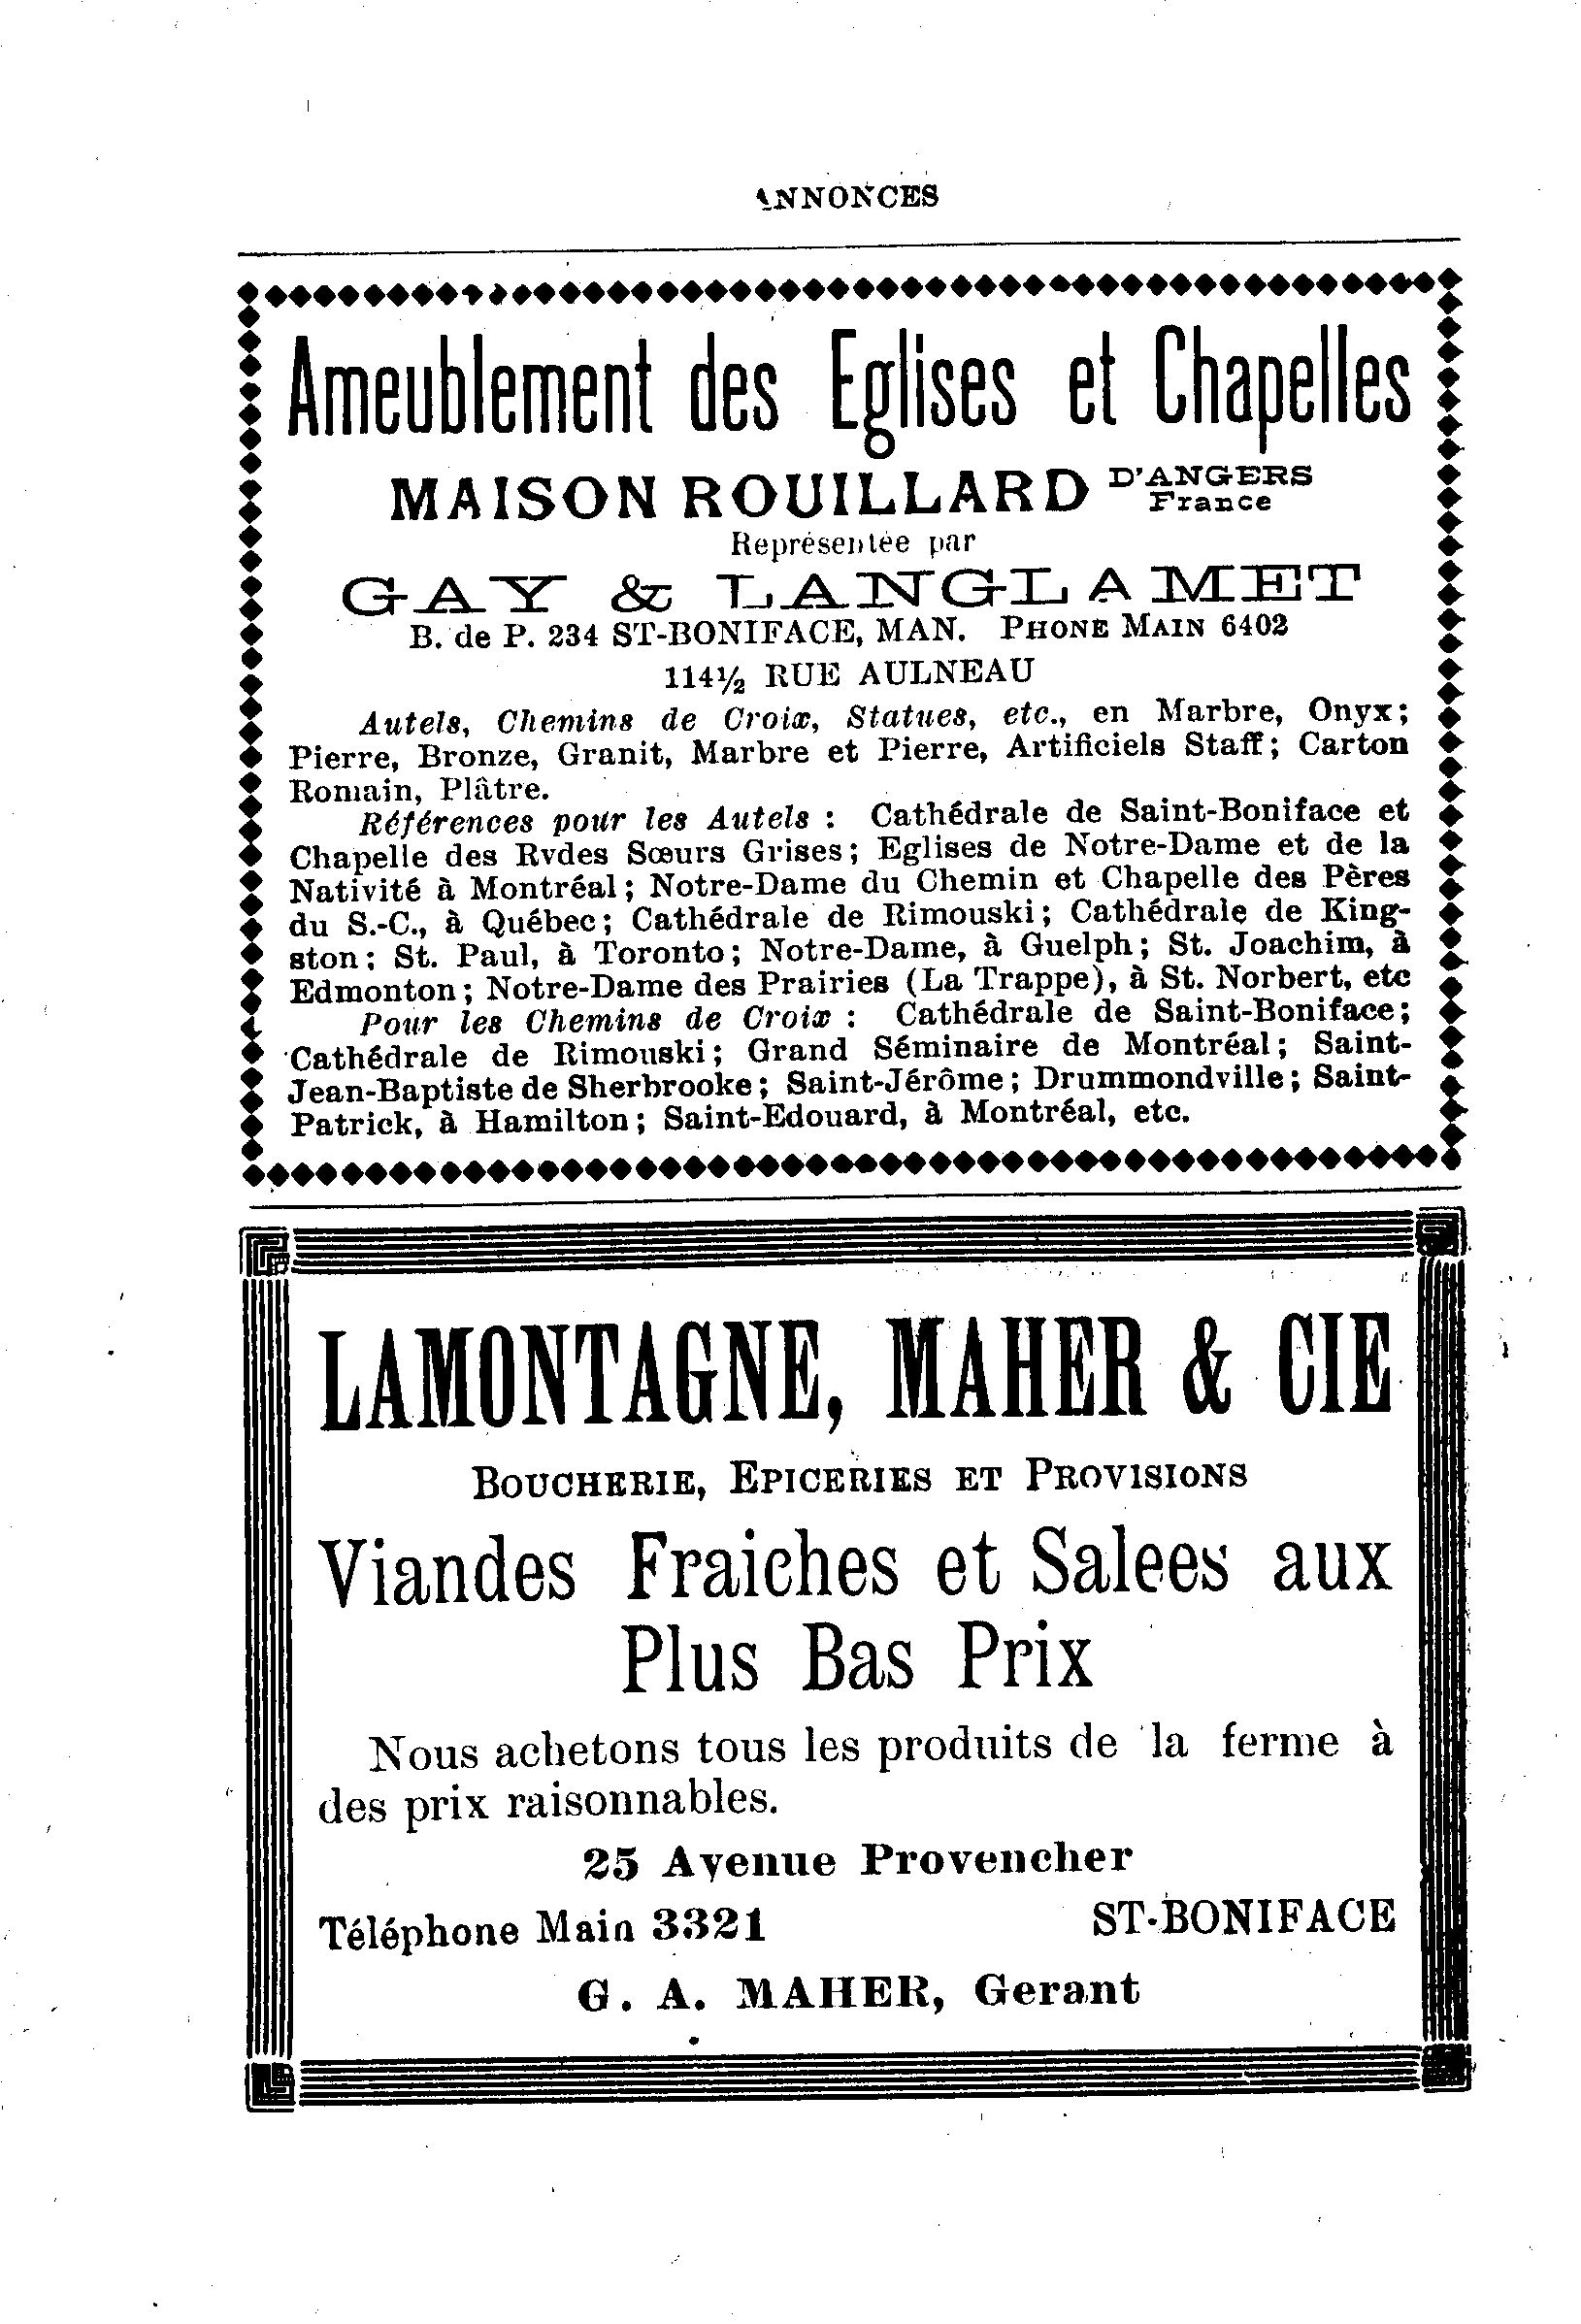 ANNONCES
Ameublement des Eglises et Chapelles
MAISON ROUILLARD D'ANGERS France
Représentée par
GAY & LANGLAMET
B. de P. 234 ST-BONIFACE, MAN. PHONE MAIN 6402
114½ RUE AULNEAU
Autels, Chemins de Croix, Statues, etc., en Marbre, Onyx;
Pierre, Bronze, Granit, Marbre et Pierre, Artificiels Staff; Carton
Romain, Plâtre.
Références pour les Autels : Cathédrale de Saint-Boniface et
Chapelle des Rvdes Sœurs Grises; Eglises de Notre-Dame et de la
Nativité à Montréal; Notre-Dame du Chemin et Chapelle des Pères
du S.-C., à Québec; Cathédrale de Rimouski; Cathédrale de King-
ston; St. Paul, à Toronto; Notre-Dame, à Guelph; St. Joachim, à
Edmonton; Notre-Dame des Prairies (La Trappe), à St. Norbert, etc
Pour les Chemins de Croix : Cathédrale de Saint-Boniface;
Cathédrale de Rimouski; Grand Séminaire de Montréal; Saint-
Jean-Baptiste de Sherbrooke; Saint-Jérôme; Drummondville; Saint-
Patrick, à Hamilton; Saint-Edouard, à Montréal, etc.
LAMONTAGNE, MAHER & CIE
BOUCHERIE, EPICERIES ET PROVISIONS
Viandes Fraiches et Salees aux
Plus Bas Prix
Nous achetons tous les produits de la ferme à
des prix raisonnables.
25 Avenue Provencher
Téléphone Main 3321 ST-BONIFACE
G. A. MAHER, Gerant